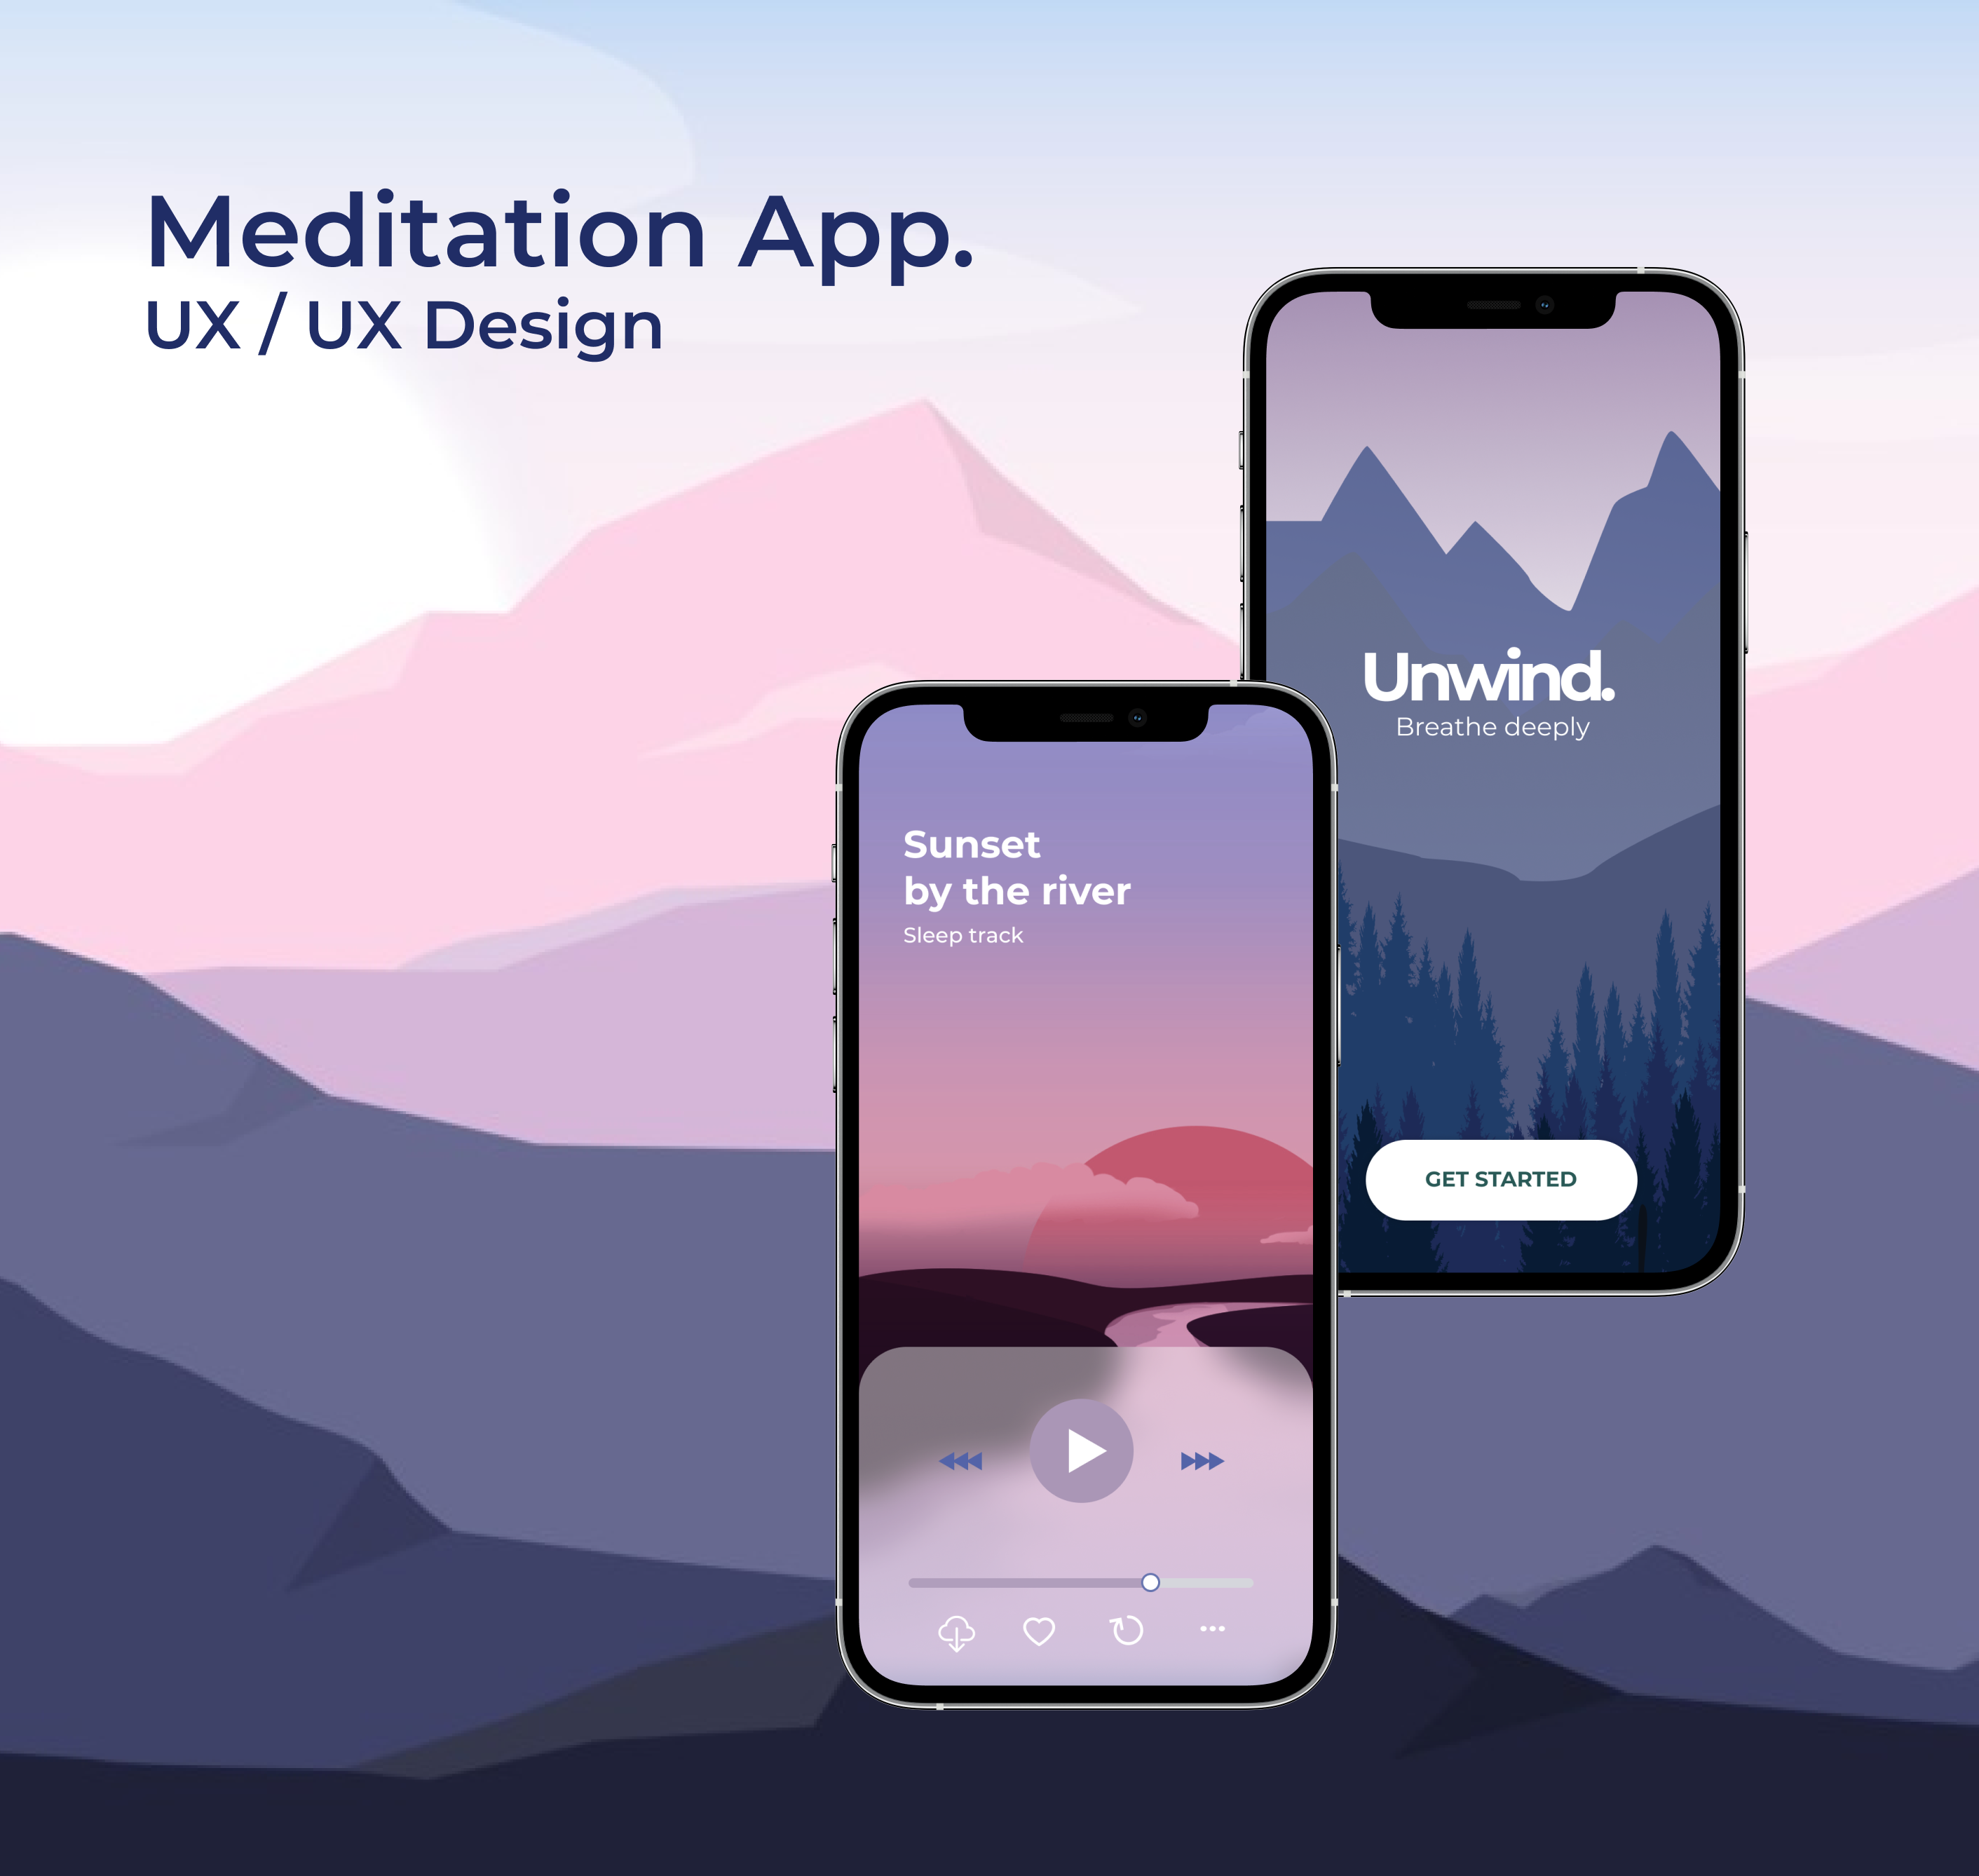 Meditation App.
UX / UX Design
Unwind.
Breathe deeply
GET STARTED
Sunset
by the river
Sleep track